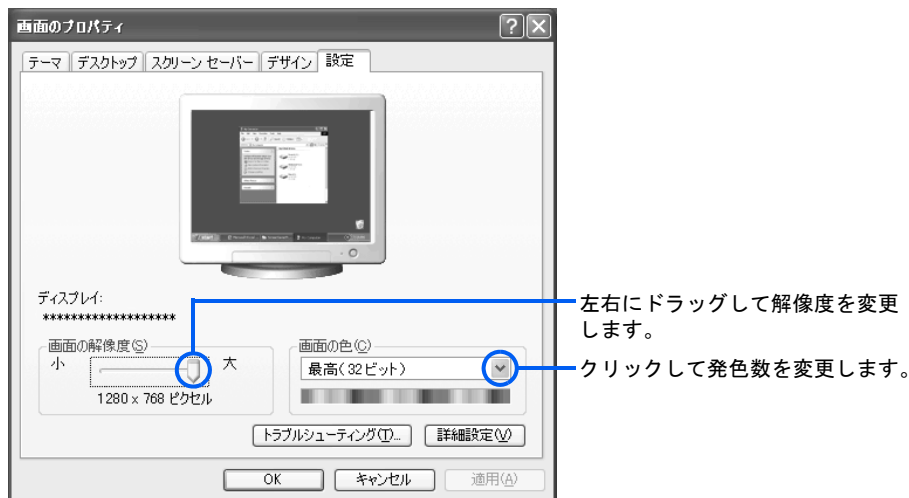 画面のプロパティ
テーマ デスクトップ スクリーン セーバー デザイン 設定
ディスプレイ:
*******************
画面の解像度(S)
小 大
1280 x 768 ピクセル
画面の色(C)
最高(32ビット)
トラブルシューティング(T)... 詳細設定(V)
OK キャンセル 適用(A)
左右にドラッグして解像度を変更
します。
クリックして発色数を変更します。